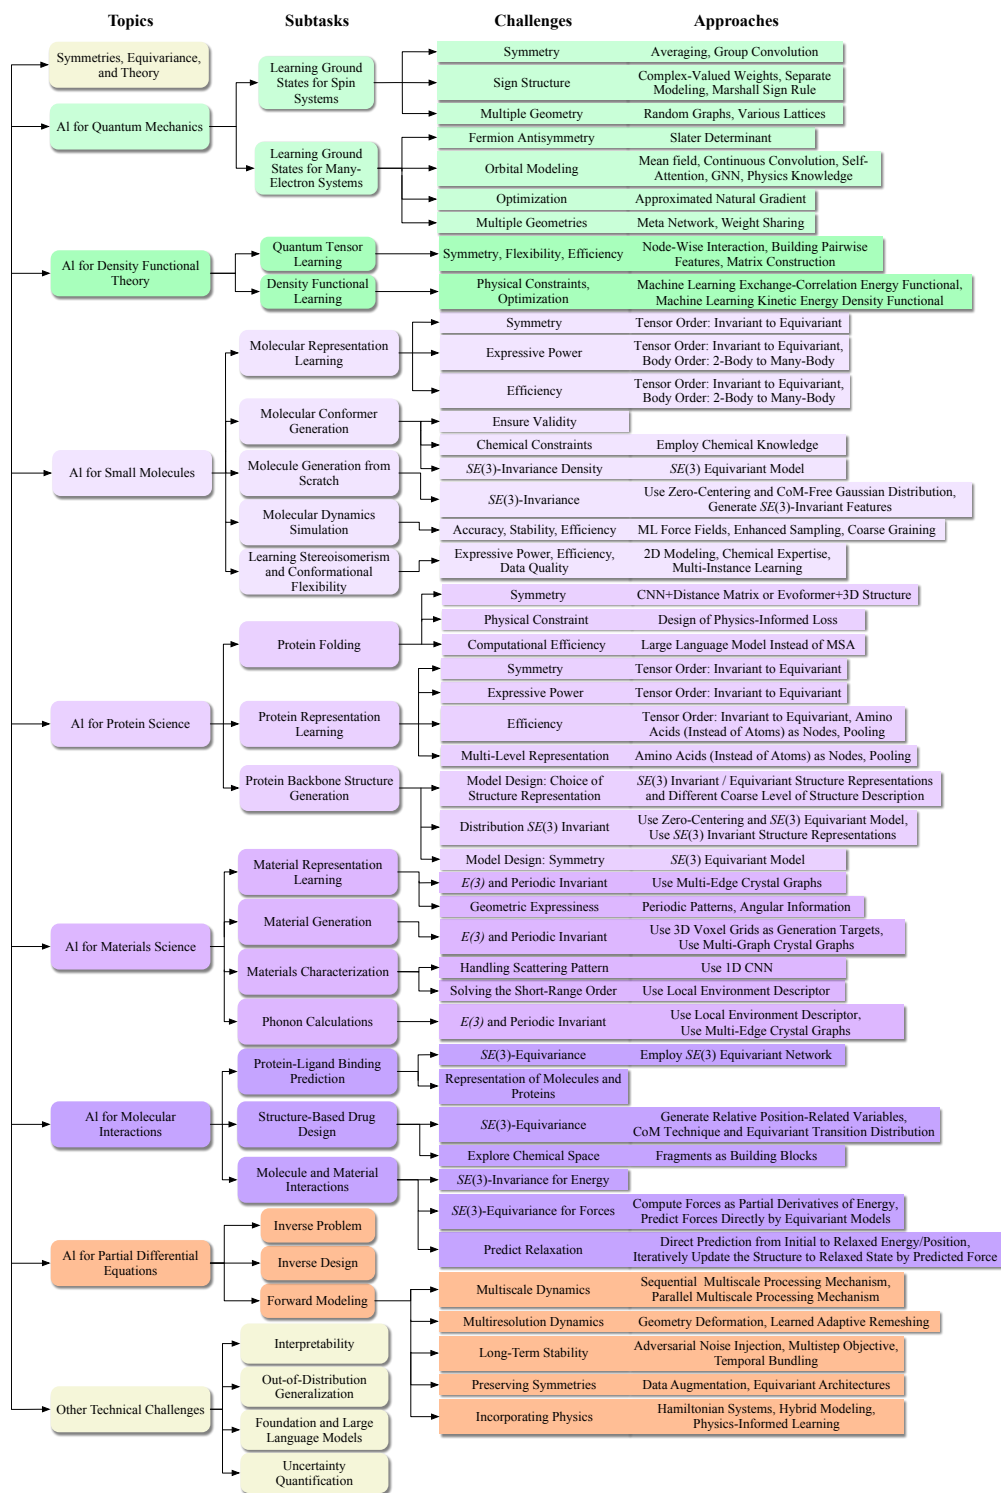 Topics
Subtasks
Challenges
Approaches
Symmetries, Equivariance,
and Theory
AI for Quantum Mechanics
Learning Ground
States for Spin
Systems
Symmetry
Averaging, Group Convolution
Sign Structure
Complex-Valued Weights, Separate
Modeling, Marshall Sign Rule
Multiple Geometry
Random Graphs, Various Lattices
Learning Ground
States for Many-
Electron Systems
Fermion Antisymmetry
Slater Determinant
Orbital Modeling
Mean field, Continuous Convolution, Self-
Attention, GNN, Physics Knowledge
Optimization
Approximated Natural Gradient
Multiple Geometries
Meta Network, Weight Sharing
AI for Density Functional
Theory
Quantum Tensor
Learning
Symmetry, Flexibility, Efficiency
Node-Wise Interaction, Building Pairwise
Features, Matrix Construction
Density Functional
Learning
Physical Constraints,
Optimization
Machine Learning Exchange-Correlation Energy Functional,
Machine Learning Kinetic Energy Density Functional
AI for Small Molecules
Molecular Representation
Learning
Symmetry
Tensor Order: Invariant to Equivariant
Expressive Power
Tensor Order: Invariant to Equivariant,
Body Order: 2-Body to Many-Body
Efficiency
Tensor Order: Invariant to Equivariant,
Body Order: 2-Body to Many-Body
Molecular Conformer
Generation
Ensure Validity
Chemical Constraints
Employ Chemical Knowledge
SE(3)-Invariance Density
SE(3) Equivariant Model
Molecule Generation from
Scratch
SE(3)-Invariance
Use Zero-Centering and CoM-Free Gaussian Distribution,
Generate SE(3)-Invariant Features
Molecular Dynamics
Simulation
Accuracy, Stability, Efficiency
ML Force Fields, Enhanced Sampling, Coarse Graining
Learning Stereoisomerism
and Conformational
Flexibility
Expressive Power, Efficiency,
Data Quality
2D Modeling, Chemical Expertise,
Multi-Instance Learning
AI for Protein Science
Protein Folding
Symmetry
CNN+Distance Matrix or Evoformer+3D Structure
Physical Constraint
Design of Physics-Informed Loss
Computational Efficiency
Large Language Model Instead of MSA
Protein Representation
Learning
Symmetry
Tensor Order: Invariant to Equivariant
Expressive Power
Tensor Order: Invariant to Equivariant
Efficiency
Tensor Order: Invariant to Equivariant, Amino
Acids (Instead of Atoms) as Nodes, Pooling
Multi-Level Representation
Amino Acids (Instead of Atoms) as Nodes, Pooling
Protein Backbone Structure
Generation
Model Design: Choice of
Structure Representation
SE(3) Invariant / Equivariant Structure Representations
and Different Coarse Level of Structure Description
Distribution SE(3) Invariant
Use Zero-Centering and SE(3) Equivariant Model,
Use SE(3) Invariant Structure Representations
Model Design: Symmetry
SE(3) Equivariant Model
AI for Materials Science
Material Representation
Learning
E(3) and Periodic Invariant
Use Multi-Edge Crystal Graphs
Geometric Expressiness
Periodic Patterns, Angular Information
Material Generation
E(3) and Periodic Invariant
Use 3D Voxel Grids as Generation Targets,
Use Multi-Graph Crystal Graphs
Materials Characterization
Handling Scattering Pattern
Use 1D CNN
Solving the Short-Range Order
Use Local Environment Descriptor
Phonon Calculations
E(3) and Periodic Invariant
Use Local Environment Descriptor,
Use Multi-Edge Crystal Graphs
AI for Molecular
Interactions
Protein-Ligand Binding
Prediction
SE(3)-Equivariance
Employ SE(3) Equivariant Network
Representation of Molecules and
Proteins
Structure-Based Drug
Design
SE(3)-Equivariance
Generate Relative Position-Related Variables,
CoM Technique and Equivariant Transition Distribution
Explore Chemical Space
Fragments as Building Blocks
Molecule and Material
Interactions
SE(3)-Invariance for Energy
SE(3)-Equivariance for Forces
Compute Forces as Partial Derivatives of Energy,
Predict Forces Directly by Equivariant Models
Predict Relaxation
Direct Prediction from Initial to Relaxed Energy/Position,
Iteratively Update the Structure to Relaxed State by Predicted Force
AI for Partial Differential
Equations
Inverse Problem
Inverse Design
Forward Modeling
Multiscale Dynamics
Sequential Multiscale Processing Mechanism,
Parallel Multiscale Processing Mechanism
Multiresolution Dynamics
Geometry Deformation, Learned Adaptive Remeshing
Long-Term Stability
Adversarial Noise Injection, Multistep Objective,
Temporal Bundling
Preserving Symmetries
Data Augmentation, Equivariant Architectures
Incorporating Physics
Hamiltonian Systems, Hybrid Modeling,
Physics-Informed Learning
Other Technical Challenges
Interpretability
Out-of-Distribution
Generalization
Foundation and Large
Language Models
Uncertainty
Quantification